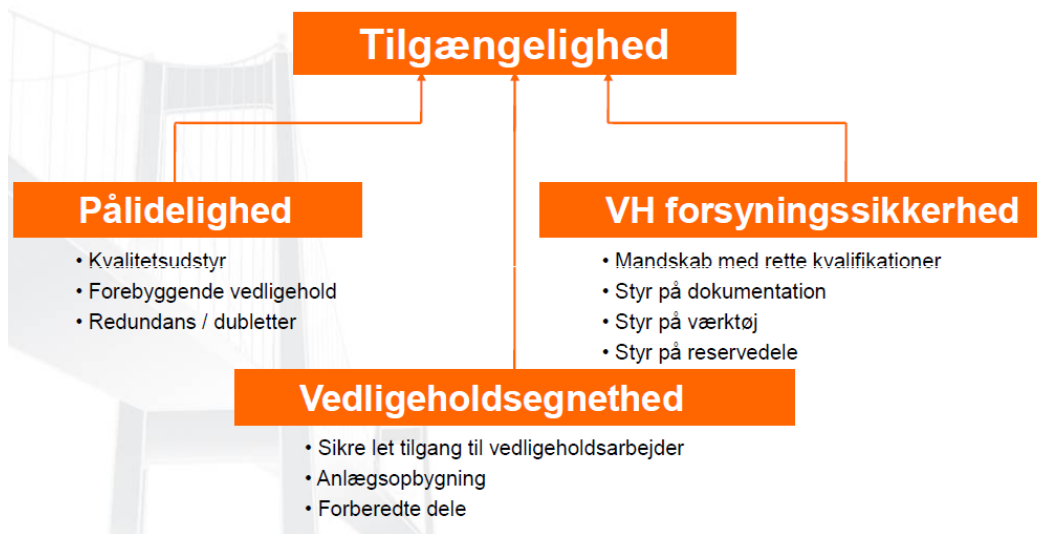 Tilgængelighed
Pålidelighed
• Kvalitetsudstyr
• Forebyggende vedligehold
• Redundans / dubletter
VH forsyningssikkerhed
• Mandskab med rette kvalifikationer
• Styr på dokumentation
• Styr på værktøj
• Styr på reservedele
Vedligeholdsegnethed
• Sikre let tilgang til vedligeholdsarbejder
• Anlægsopbygning
• Forberedte dele